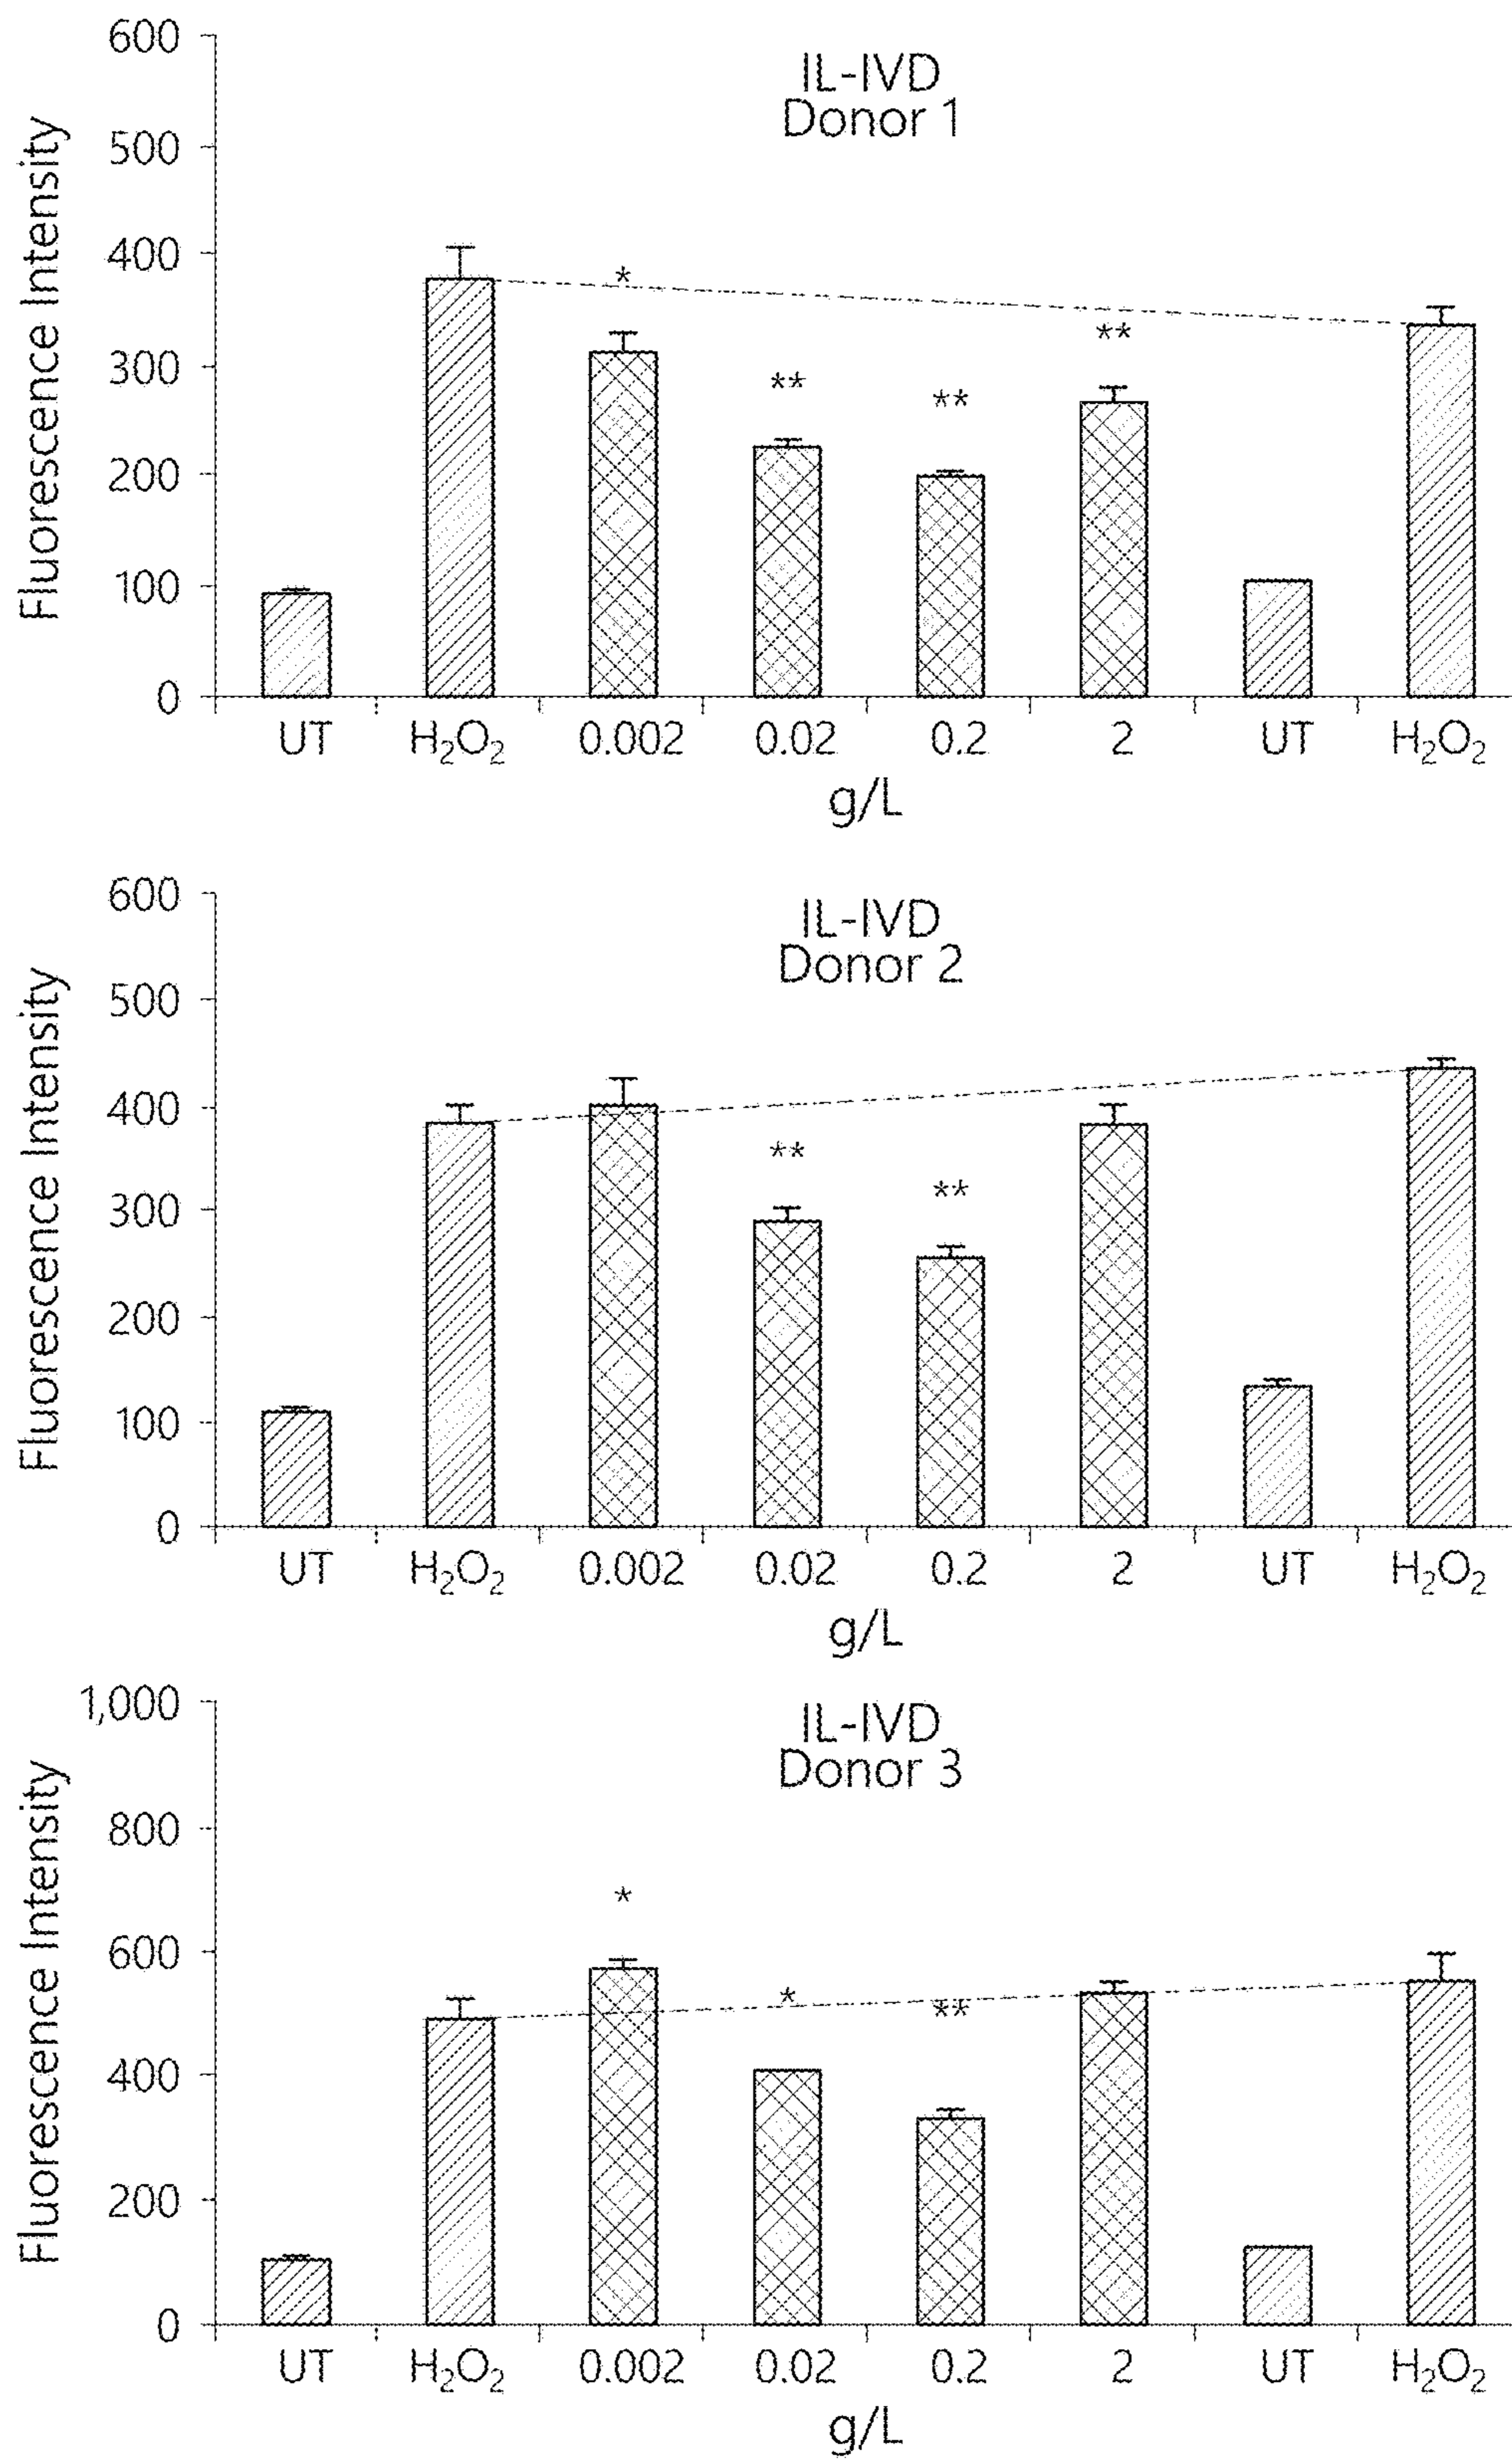 IL-IVD
Donor 1
Fluorescence Intensity
600
500
400
300
200
100
0
*
**
**
**
UT H₂O₂ 0.002 0.02 0.2 2 UT H₂O₂
g/L
IL-IVD
Donor 2
Fluorescence Intensity
600
500
400
300
200
100
0
**
**
UT H₂O₂ 0.002 0.02 0.2 2 UT H₂O₂
g/L
IL-IVD
Donor 3
Fluorescence Intensity
1,000
800
600
400
200
0
*
*
**
UT H₂O₂ 0.002 0.02 0.2 2 UT H₂O₂
g/L